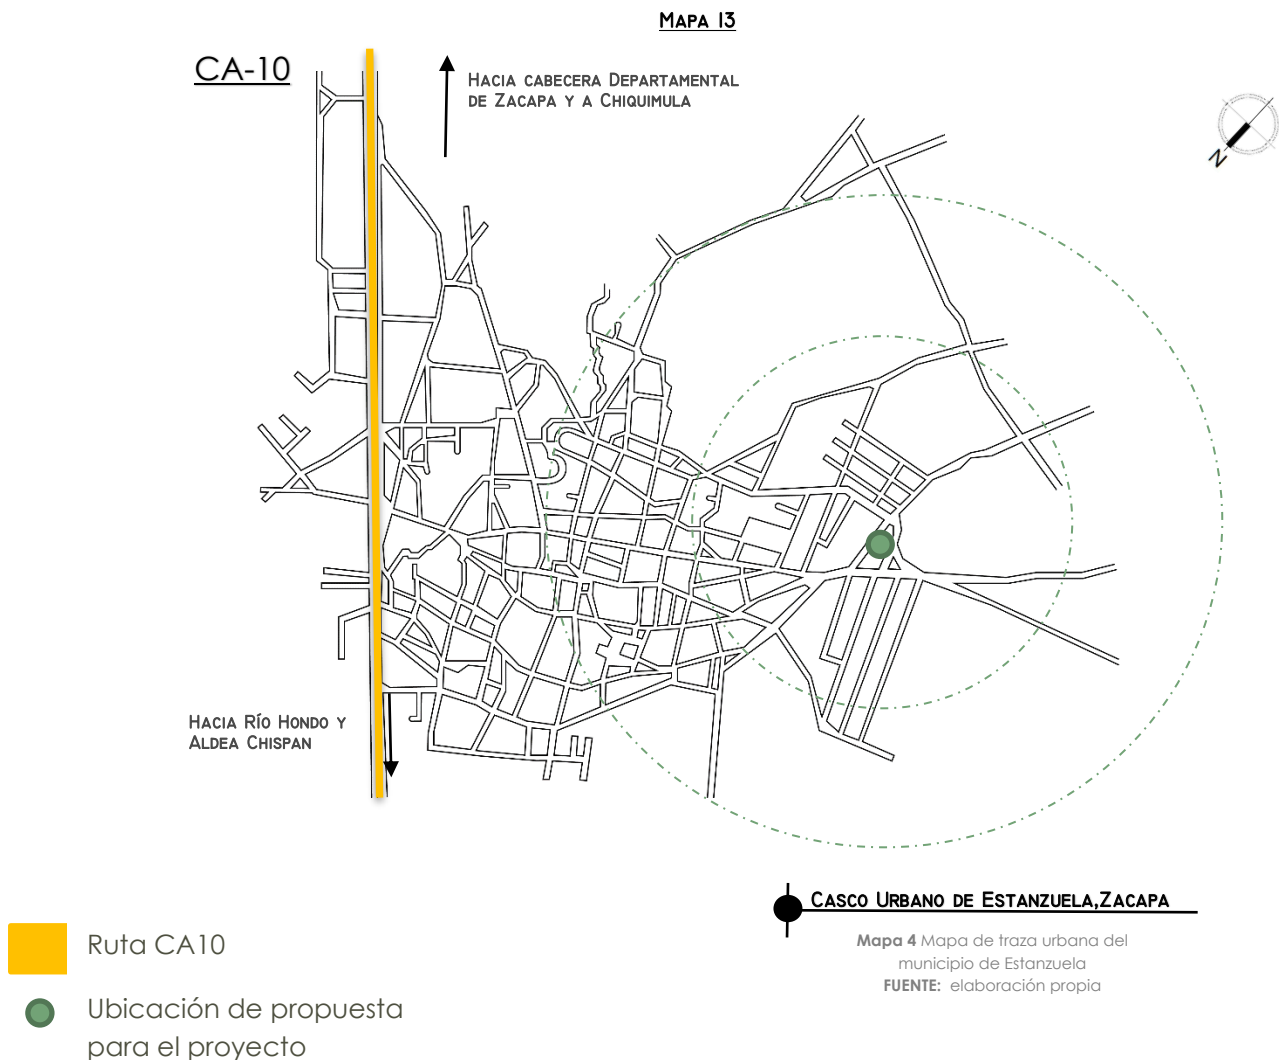 MAPA 13
CA-10
HACIA CABECERA DEPARTAMENTAL
DE ZACAPA Y A CHIQUIMULA
N
HACIA RÍO HONDO Y
ALDEA CHISPAN
CASCO URBANO DE ESTANZUELA,ZACAPA
Mapa 4 Mapa de traza urbana del
municipio de Estanzuela
FUENTE: elaboración propia
Ruta CA10
Ubicación de propuesta
para el proyecto